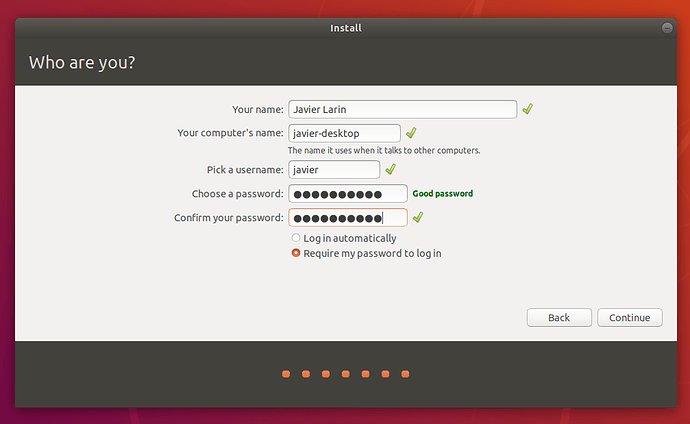 Install
Who are you?
Your name: Javier Larin
Your computer's name: javier-desktop
The name it uses when it talks to other computers.
Pick a username: javier
Choose a password: ●●●●●●●●●● Good password
Confirm your password: ●●●●●●●●●●
Log in automatically
Require my password to log in
Back Continue